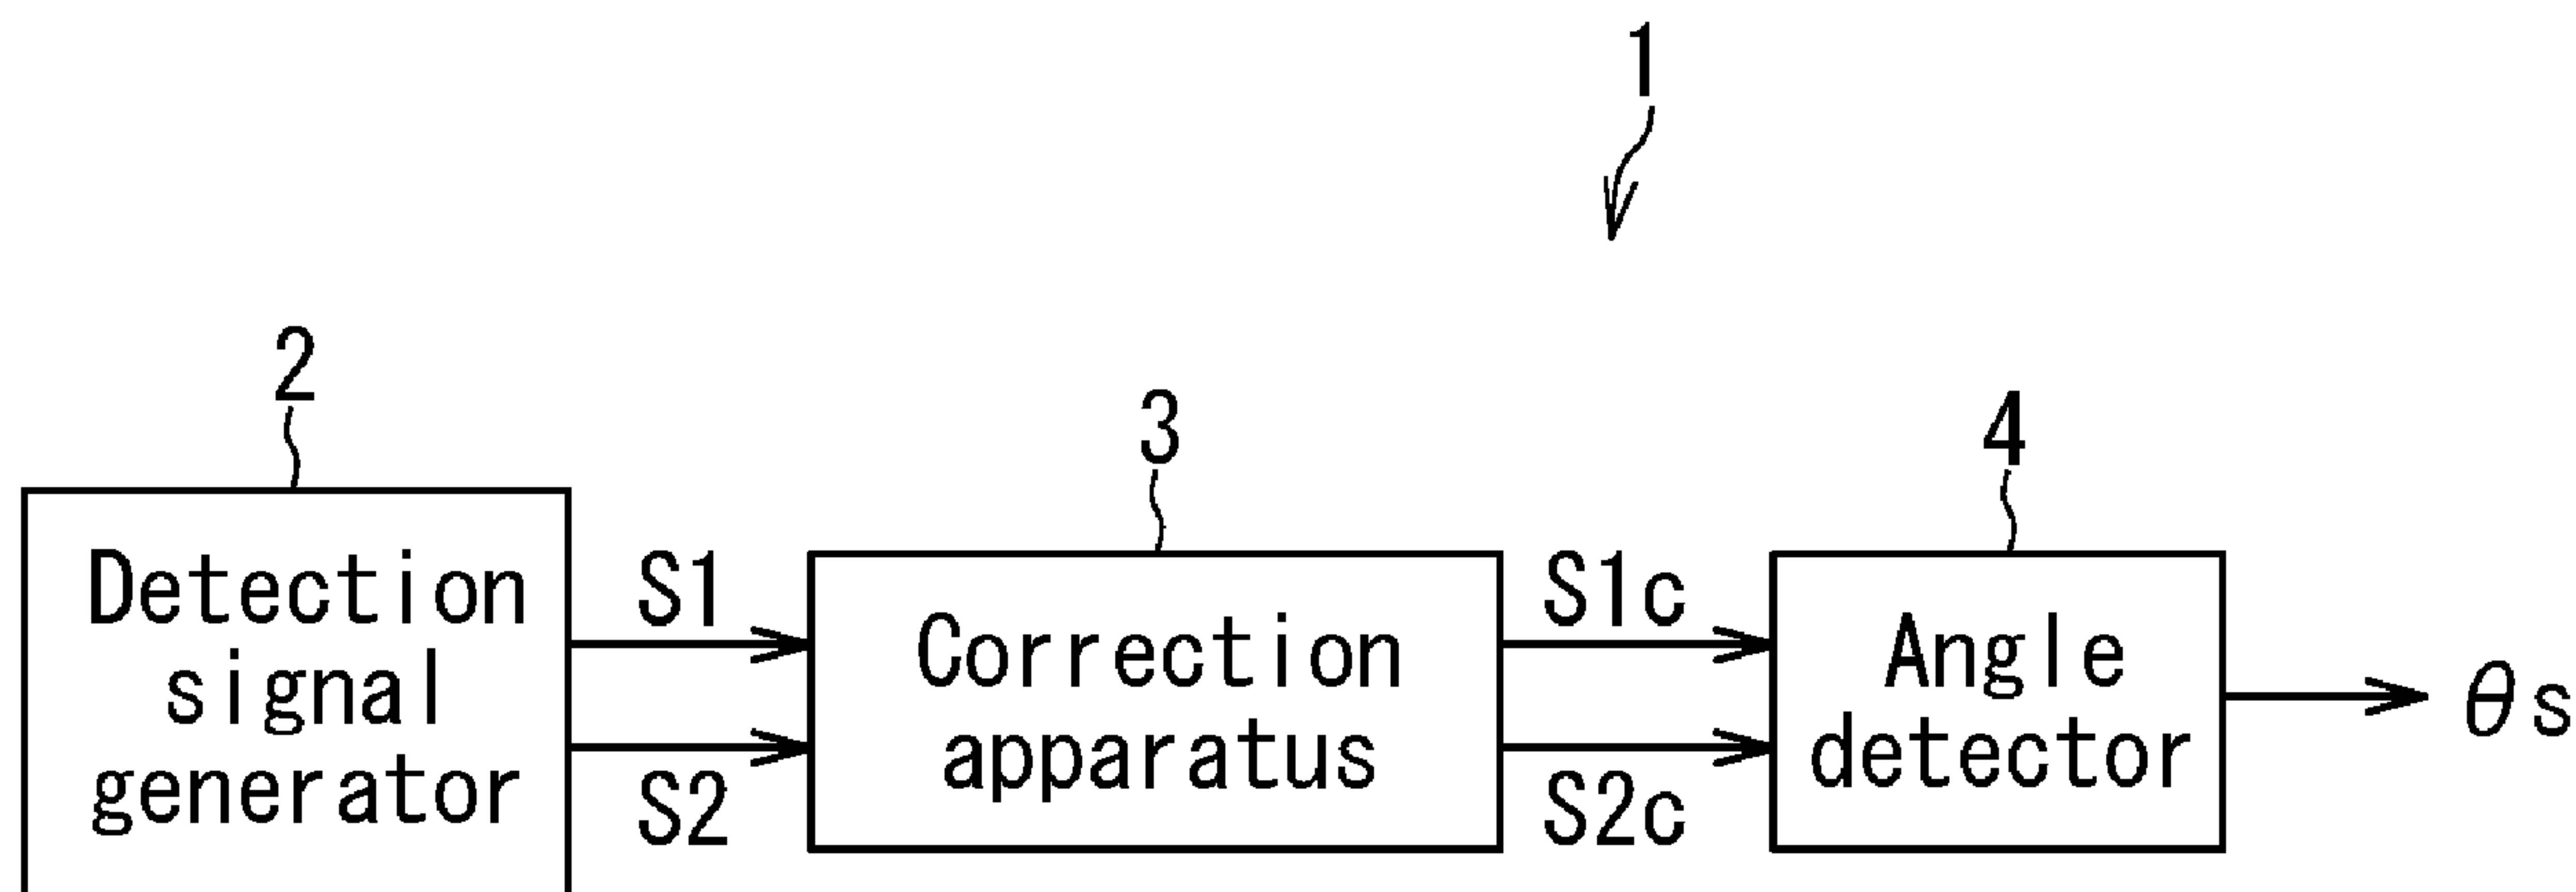 1
2
3
4
Detection
signal
generator
S1
S2
Correction
apparatus
S1c
S2c
Angle
detector
θs